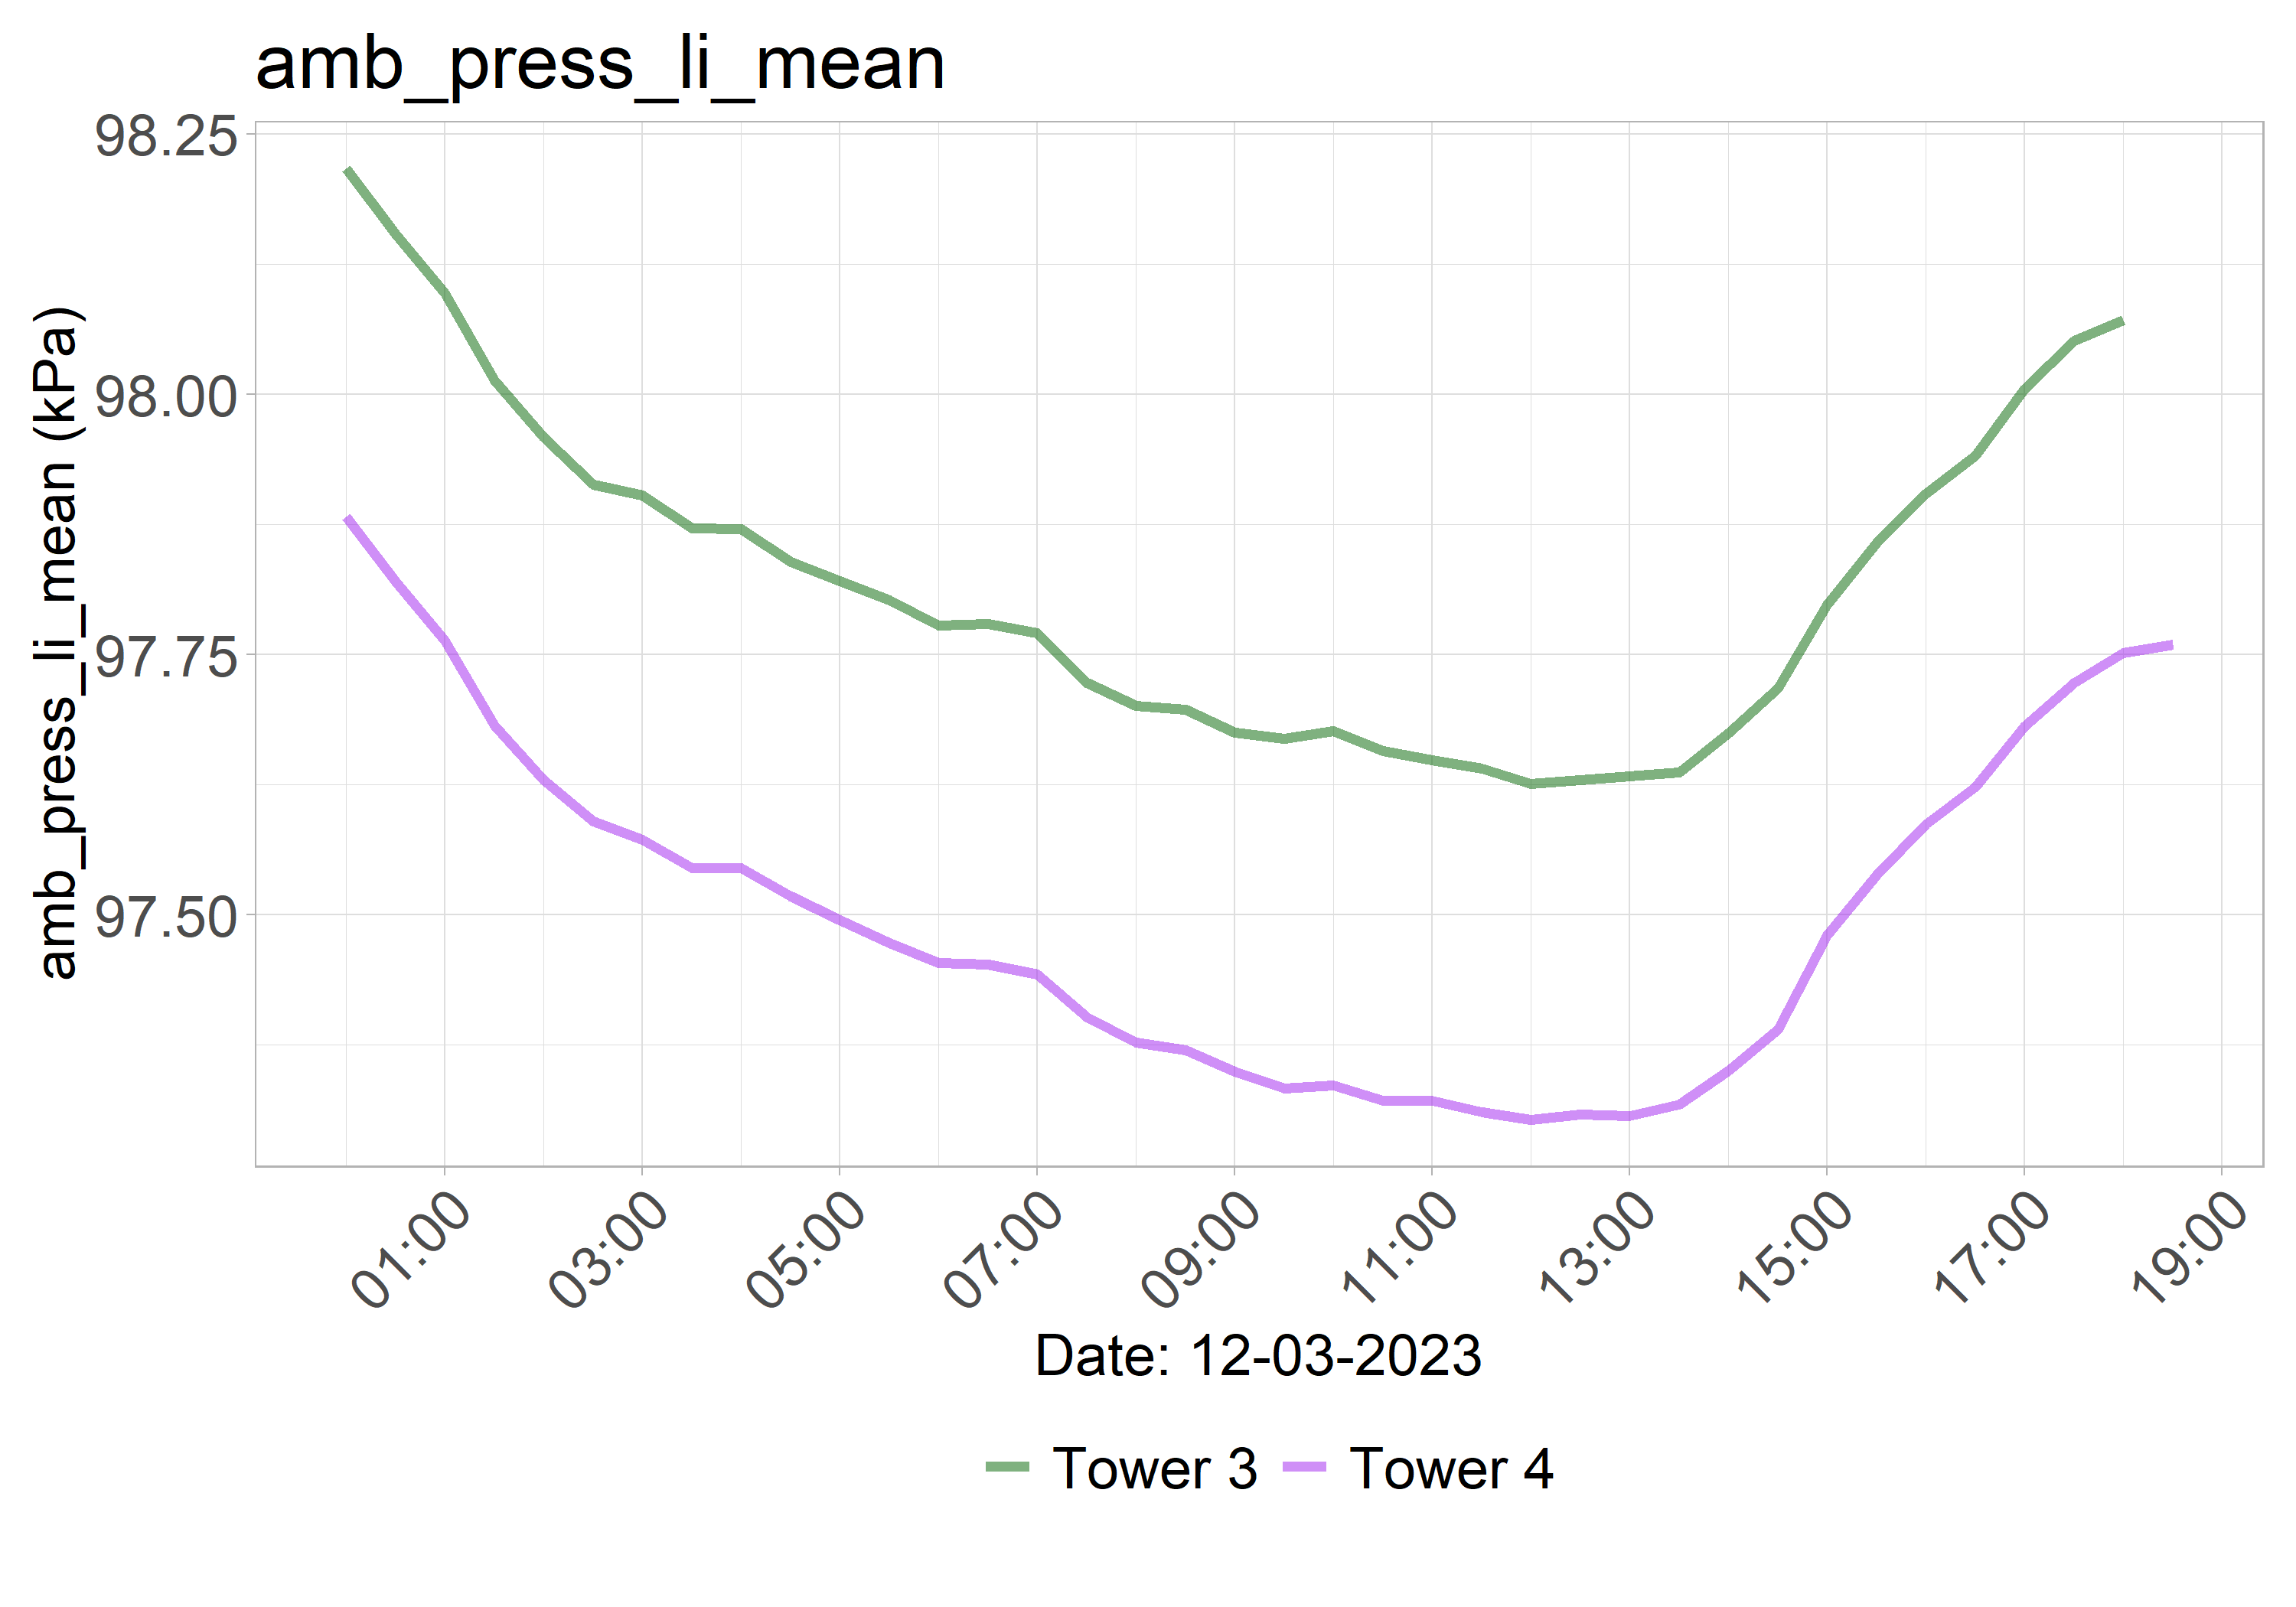 amb_press_li_mean
amb_press_li_mean (kPa)
98.25
98.00
97.75
97.50
01:00 03:00 05:00 07:00 09:00 11:00 13:00 15:00 17:00 19:00
Date: 12-03-2023
Tower 3 Tower 4